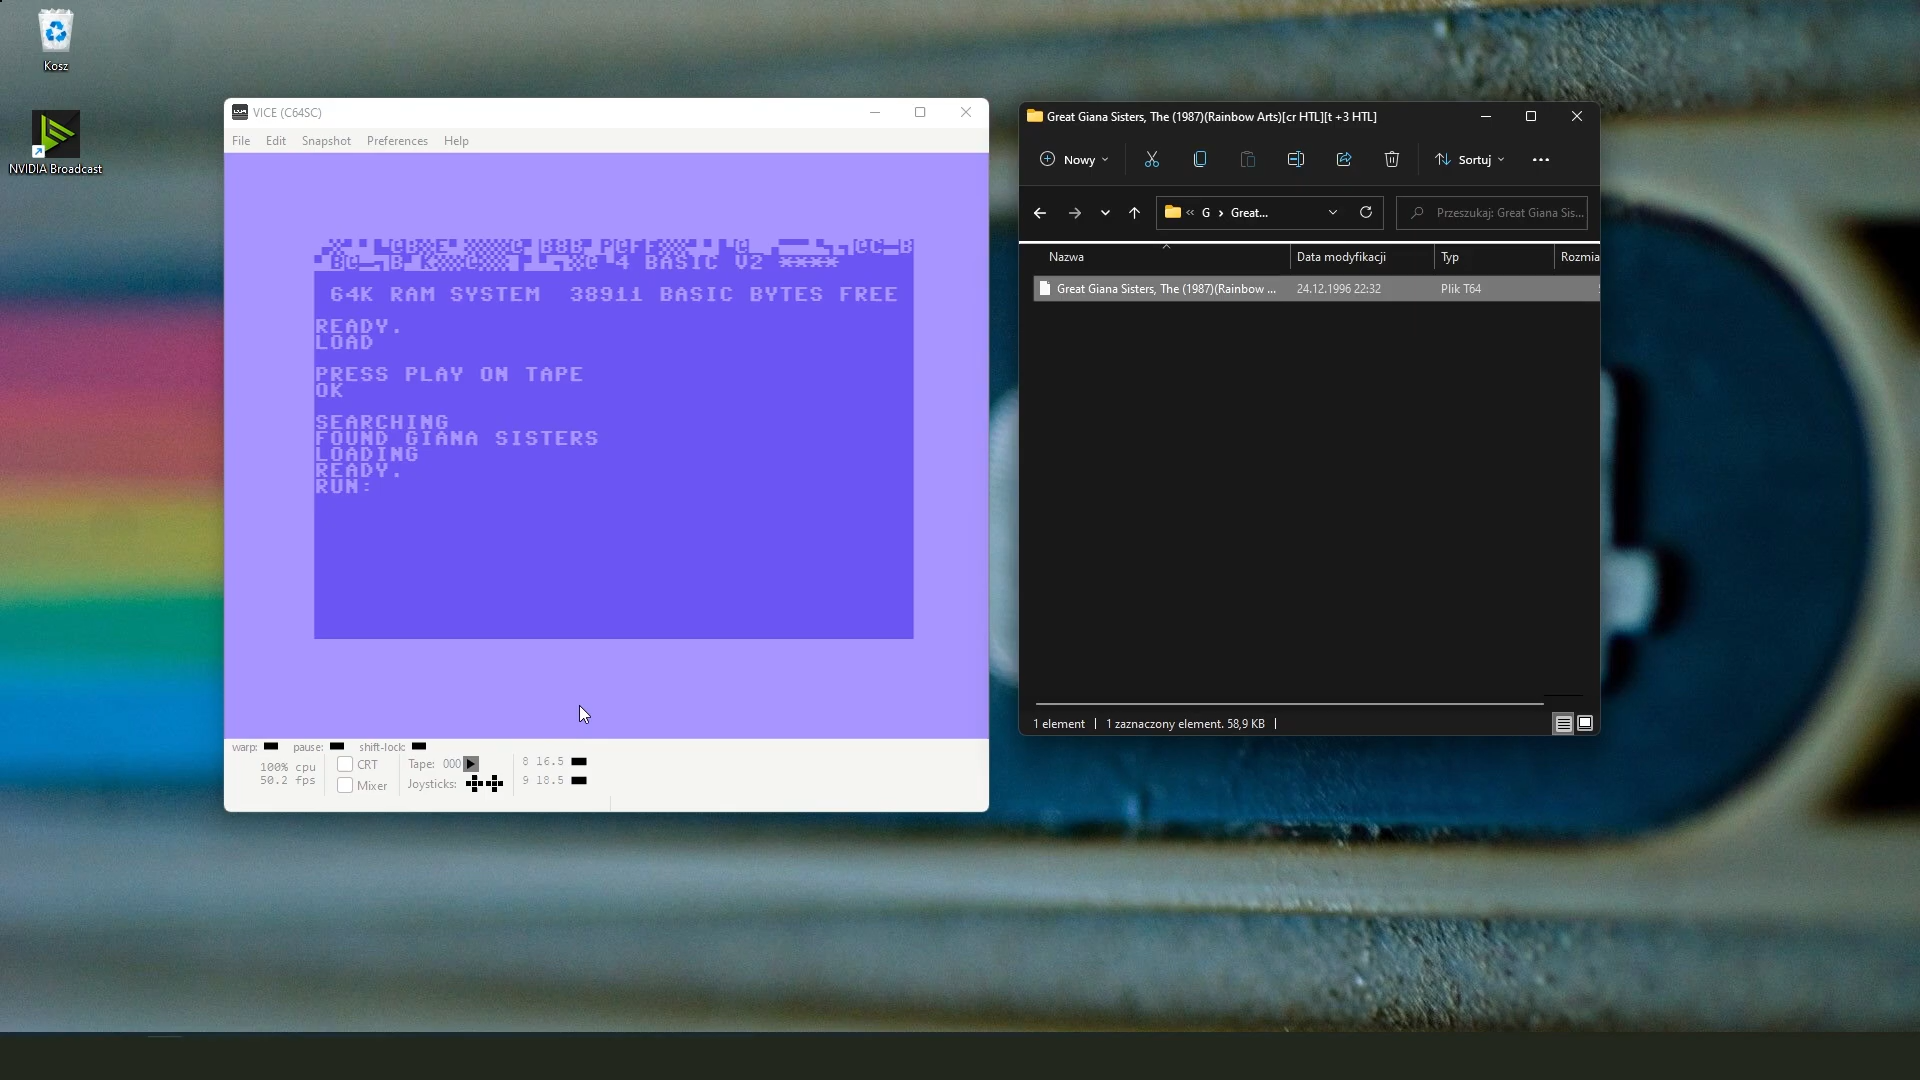 Kosz
NVIDIA Broadcast
VICE (C64SC)
File Edit Snapshot Preferences Help
4 BASIC V2 ****
64K RAM SYSTEM 38911 BASIC BYTES FREE
READY.
LOAD
PRESS PLAY ON TAPE
OK
SEARCHING
FOUND GIANA SISTERS
LOADING
READY.
RUN:
warp: pause: shift-lock:
100% cpu
50.2 fps
CRT
Mixer
Tape: 000
Joysticks:
8 16.5
9 18.5
Great Giana Sisters, The (1987)(Rainbow Arts)[cr HTL][t +3 HTL]
Nowy Sortuj
« G > Great... Przeszukaj: Great Giana Sis...
Nazwa Data modyfikacji Typ Rozmia
Great Giana Sisters, The (1987)(Rainbow ... 24.12.1996 22:32 Plik T64
1 element | 1 zaznaczony element. 58,9 KB |